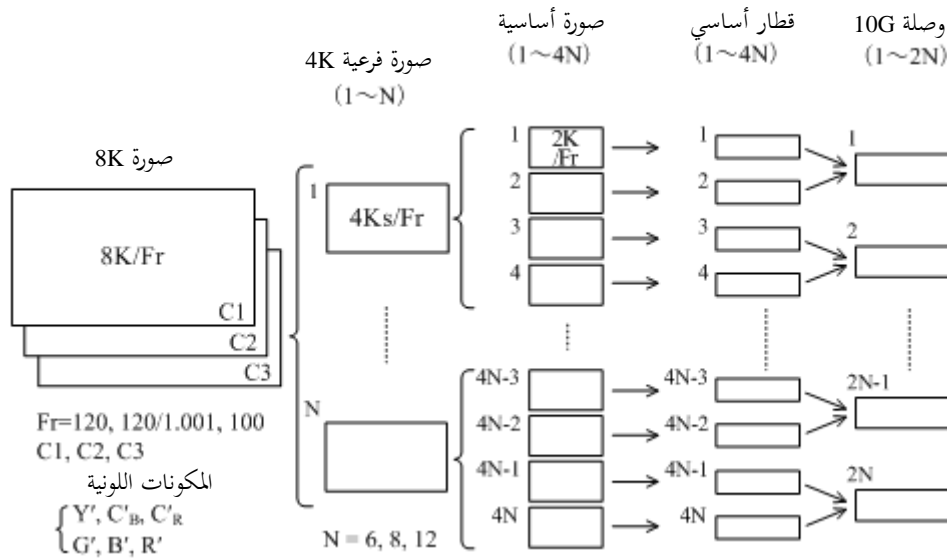 وصلة 10G
(1~2N)
قطار أساسي
(1~4N)
صورة أساسية
(1~4N)
صورة فرعية 4K
(1~N)
صورة 8K
8K/Fr
C1
C2
C3
Fr=120, 120/1.001, 100
C1, C2, C3
المكونات اللونية
Y', C'B, C'R
G', B', R'
1
4Ks/Fr
N
N = 6, 8, 12
1
2K
/Fr
2
3
4
4N-3
4N-2
4N-1
4N
1
2
3
4
4N-3
4N-2
4N-1
4N
1
2
2N-1
2N